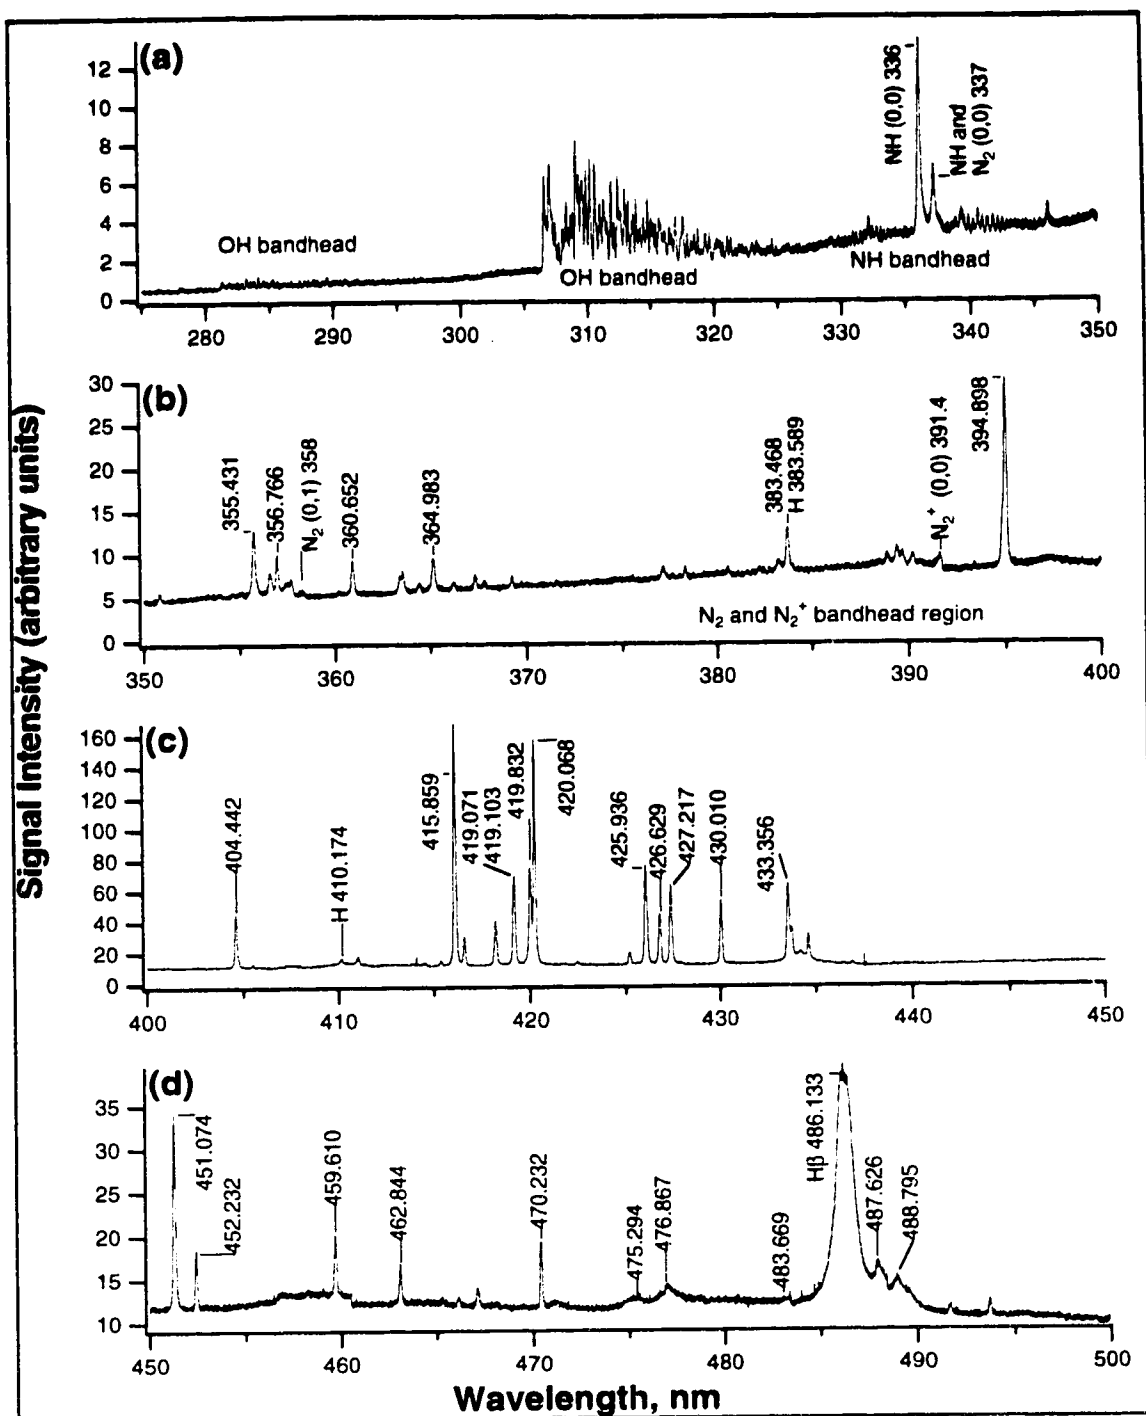 Signal Intensity (arbitrary units)
(a)
12
10
8
6
4
2
0
OH bandhead
OH bandhead
NH (0,0) 336
NH and
N₂ (0,0) 337
NH bandhead
280 290 300 310 320 330 340 350
(b)
30
25
20
15
10
5
0
355.431
356.766
N₂ (0,1) 358
360.652
364.983
383.468
H 383.589
N₂⁺ (0,0) 391.4
394.898
N₂ and N₂⁺ bandhead region
350 360 370 380 390 400
(c)
160
140
120
100
80
60
40
20
0
404.442
H 410.174
415.859
419.071
419.103
419.832
420.068
425.936
426.629
427.217
430.010
433.356
400 410 420 430 440 450
(d)
35
30
25
20
15
10
451.074
452.232
459.610
462.844
470.232
475.294
476.867
483.669
Hβ 486.133
487.626
488.795
450 460 470 480 490 500
Wavelength, nm